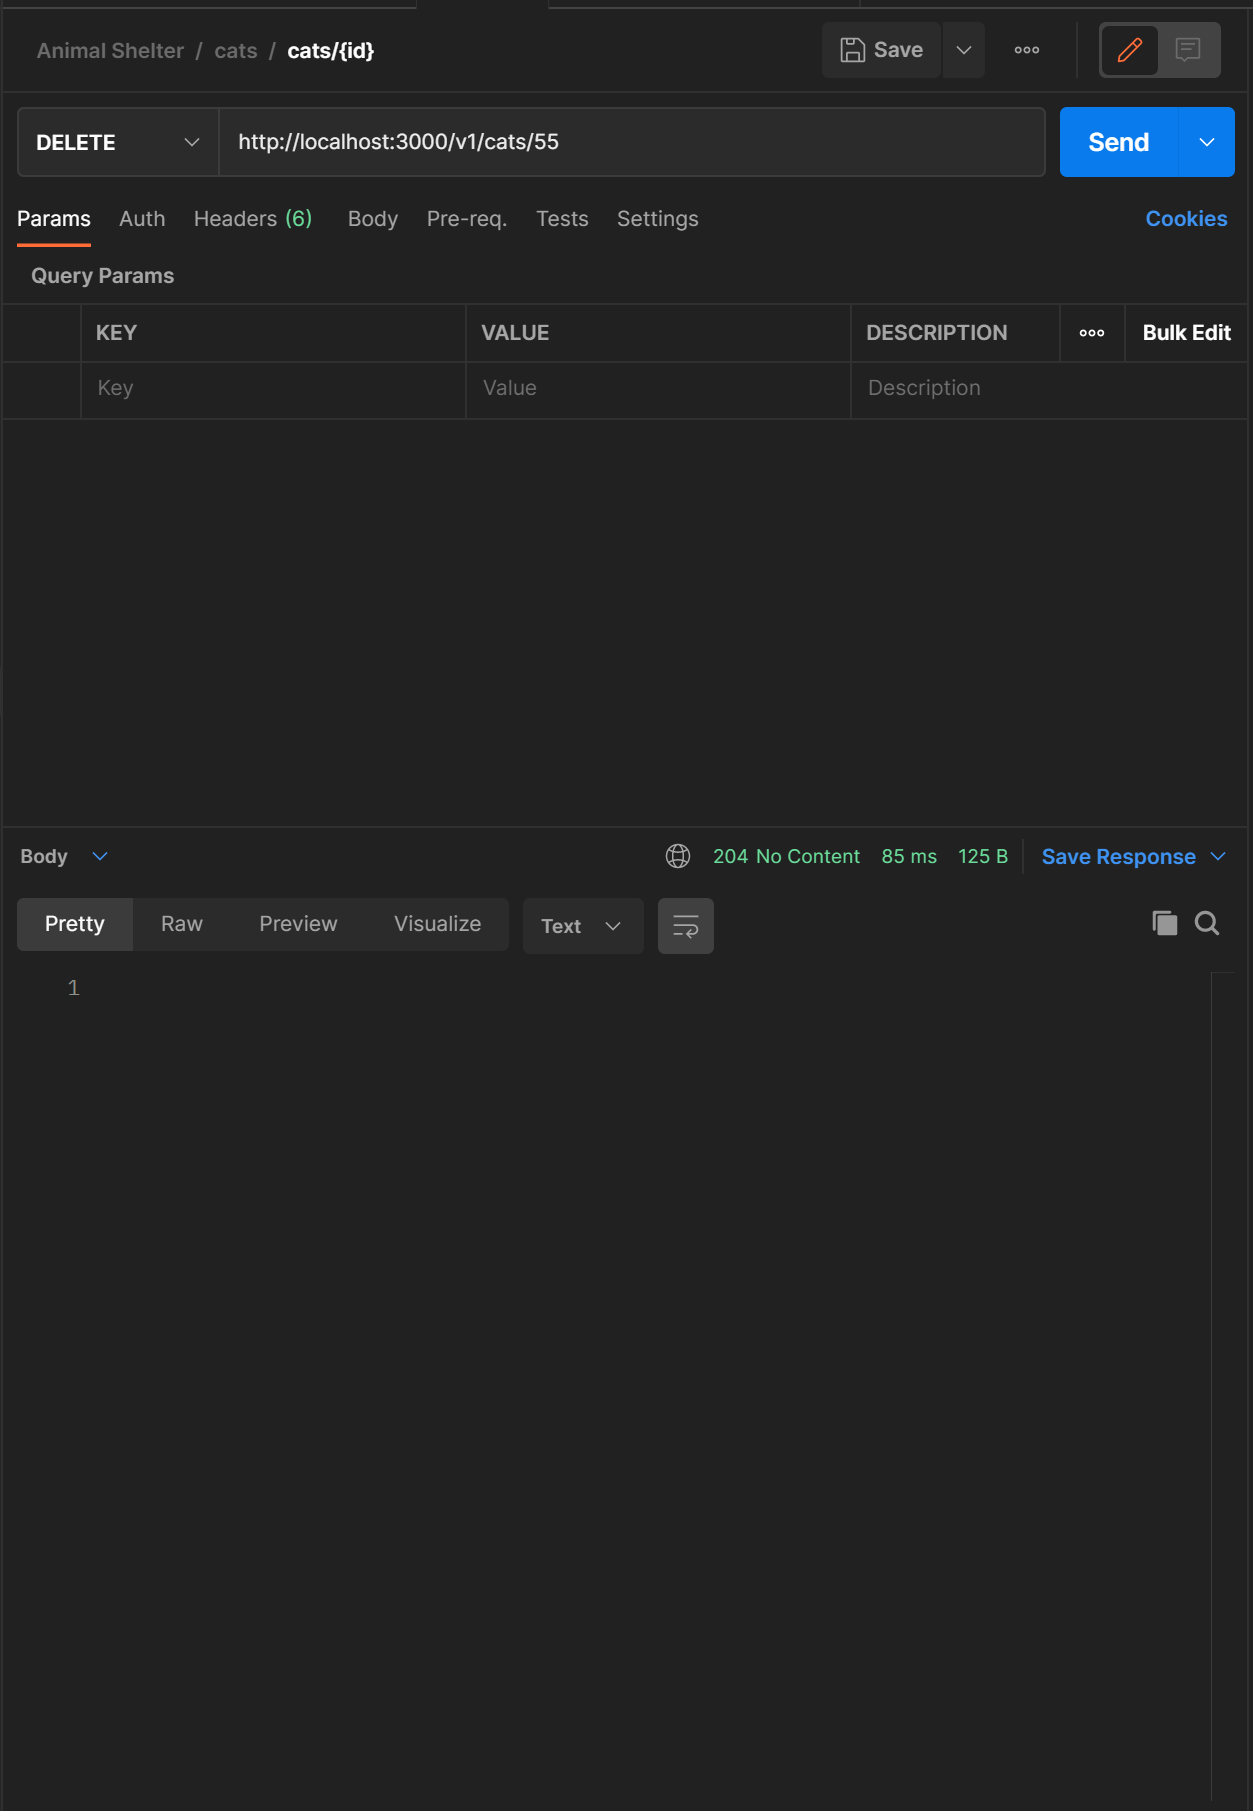 Animal Shelter / cats / cats/{id} Save
DELETE http://localhost:3000/v1/cats/55 Send
Params Auth Headers (6) Body Pre-req. Tests Settings Cookies
Query Params
KEY VALUE DESCRIPTION Bulk Edit
Key Value Description
Body 204 No Content 85 ms 125 B Save Response
Pretty Raw Preview Visualize Text
1